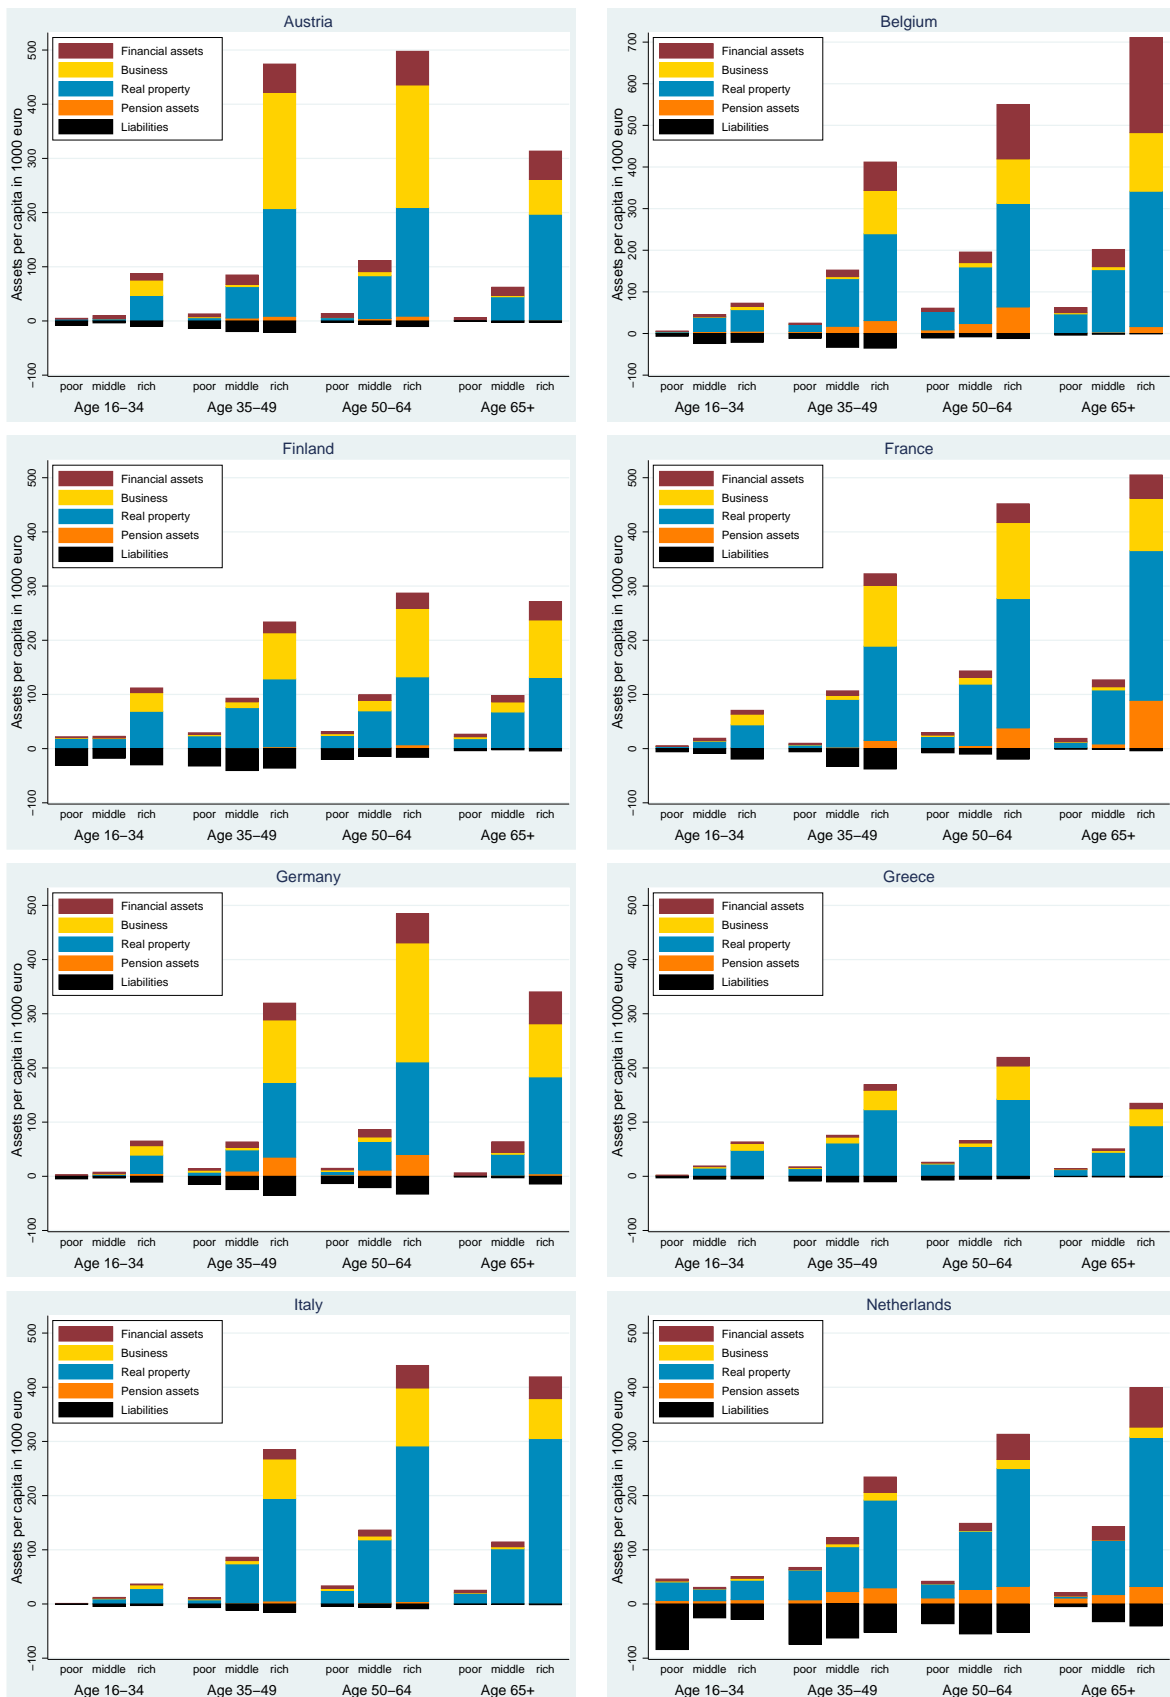 Austria
Assets per capita in 1000 euro
500
400
300
200
100
0
−100
Financial assets
Business
Real property
Pension assets
Liabilities
poor middle rich poor middle rich poor middle rich poor middle rich
Age 16−34 Age 35−49 Age 50−64 Age 65+
Belgium
Assets per capita in 1000 euro
700
600
500
400
300
200
100
0
−100
Financial assets
Business
Real property
Pension assets
Liabilities
poor middle rich poor middle rich poor middle rich poor middle rich
Age 16−34 Age 35−49 Age 50−64 Age 65+
Finland
Assets per capita in 1000 euro
500
400
300
200
100
0
−100
Financial assets
Business
Real property
Pension assets
Liabilities
poor middle rich poor middle rich poor middle rich poor middle rich
Age 16−34 Age 35−49 Age 50−64 Age 65+
France
Assets per capita in 1000 euro
500
400
300
200
100
0
−100
Financial assets
Business
Real property
Pension assets
Liabilities
poor middle rich poor middle rich poor middle rich poor middle rich
Age 16−34 Age 35−49 Age 50−64 Age 65+
Germany
Assets per capita in 1000 euro
500
400
300
200
100
0
−100
Financial assets
Business
Real property
Pension assets
Liabilities
poor middle rich poor middle rich poor middle rich poor middle rich
Age 16−34 Age 35−49 Age 50−64 Age 65+
Greece
Assets per capita in 1000 euro
500
400
300
200
100
0
−100
Financial assets
Business
Real property
Pension assets
Liabilities
poor middle rich poor middle rich poor middle rich poor middle rich
Age 16−34 Age 35−49 Age 50−64 Age 65+
Italy
Assets per capita in 1000 euro
500
400
300
200
100
0
−100
Financial assets
Business
Real property
Pension assets
Liabilities
poor middle rich poor middle rich poor middle rich poor middle rich
Age 16−34 Age 35−49 Age 50−64 Age 65+
Netherlands
Assets per capita in 1000 euro
500
400
300
200
100
0
−100
Financial assets
Business
Real property
Pension assets
Liabilities
poor middle rich poor middle rich poor middle rich poor middle rich
Age 16−34 Age 35−49 Age 50−64 Age 65+